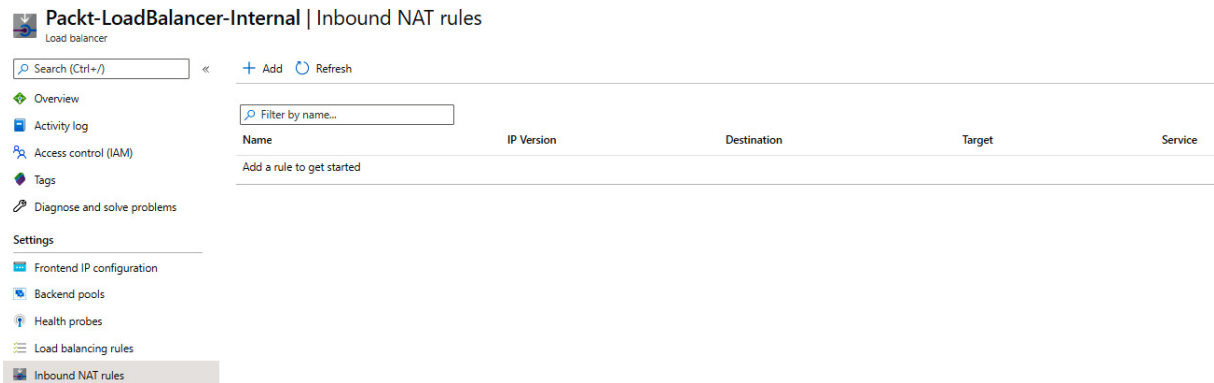 Packt-LoadBalancer-Internal | Inbound NAT rules
Load balancer
Search (Ctrl+/)
«
+ Add
Refresh
Overview
Activity log
Access control (IAM)
Tags
Diagnose and solve problems
Settings
Frontend IP configuration
Backend pools
Health probes
Load balancing rules
Inbound NAT rules
Filter by name...
Name IP Version Destination Target Service
Add a rule to get started